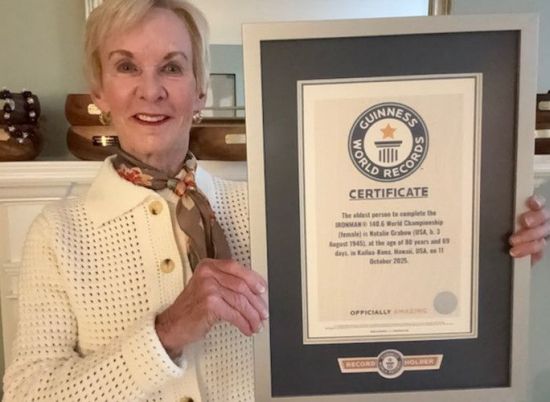 GUINNESS
WORLD RECORDS
CERTIFICATE
The oldest person to complete the
IRONMAN® 140.6 World Championship
(female) is Natalie Grabow (USA, b. 3
August 1945), at the age of 80 years and 69
days, in Kailua-Kona, Hawaii, USA, on 11
October 2025.
OFFICIALLY AMAZING
RECORD HOLDER